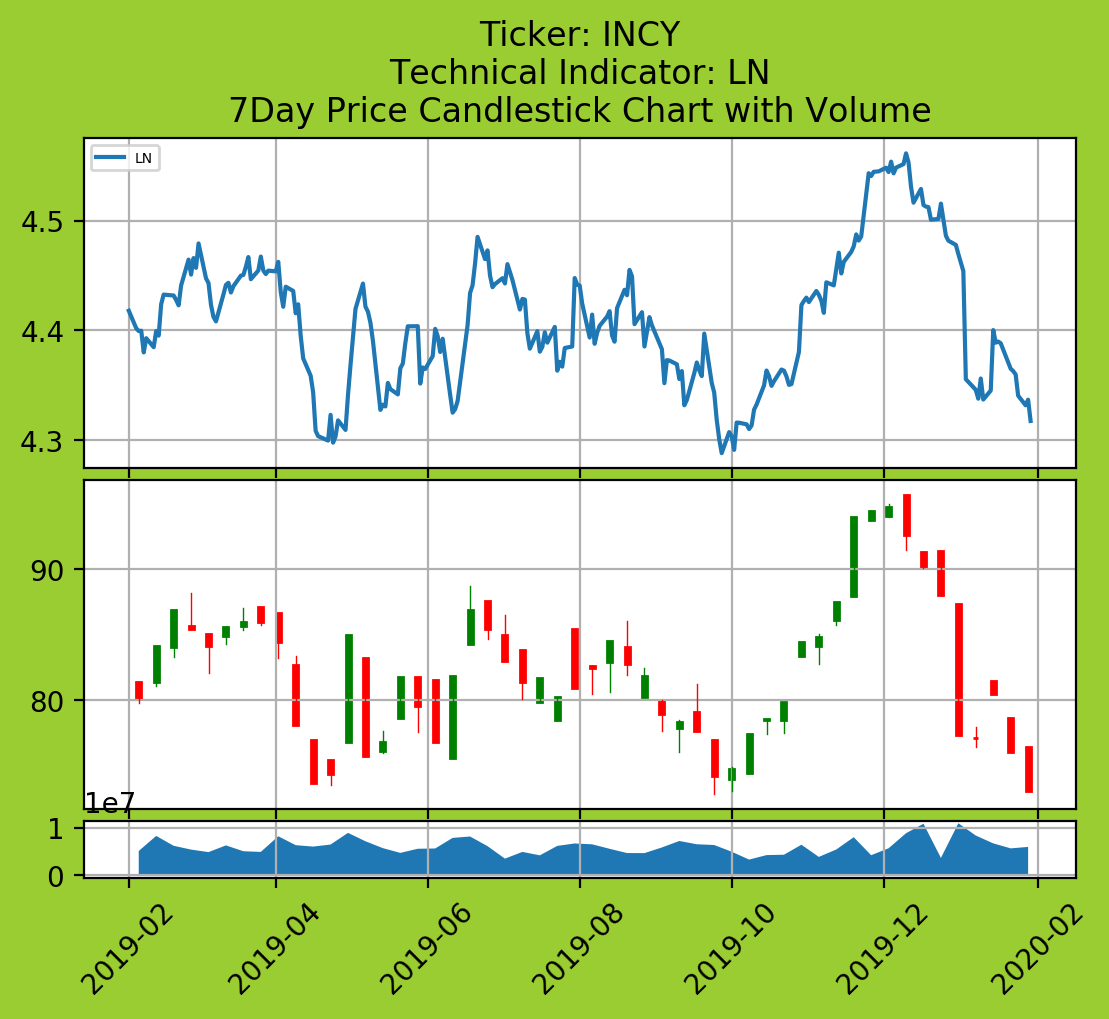 Ticker: INCY
Technical Indicator: LN
7Day Price Candlestick Chart with Volume
LN
4.5
4.4
4.3
90
80
1e7
1
0
2019-02
2019-04
2019-06
2019-08
2019-10
2019-12
2020-02